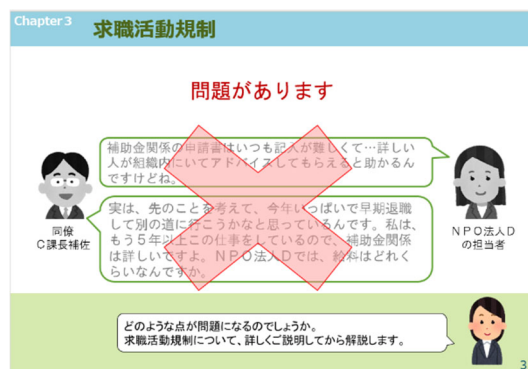 Chapter 3
求職活動規制
問題があります
補助金関係の申請書はいつも記入が難しくて…詳しい
人が組織内にいてアドバイスしてもらえると助かるん
ですけどね。
実は、先のことを考えて、今年いっぱいで早期退職
して別の道に行こうかなと思っているんです。私は、
もう5年以上この仕事をしているので、補助金関係
は詳しいですよ。NPO法人Dでは、給料はどれく
らいなんですか。
同僚
C課長補佐
NPO法人D
の担当者
どのような点が問題になるのでしょうか。
求職活動規制について、詳しくご説明してから解説します。
3